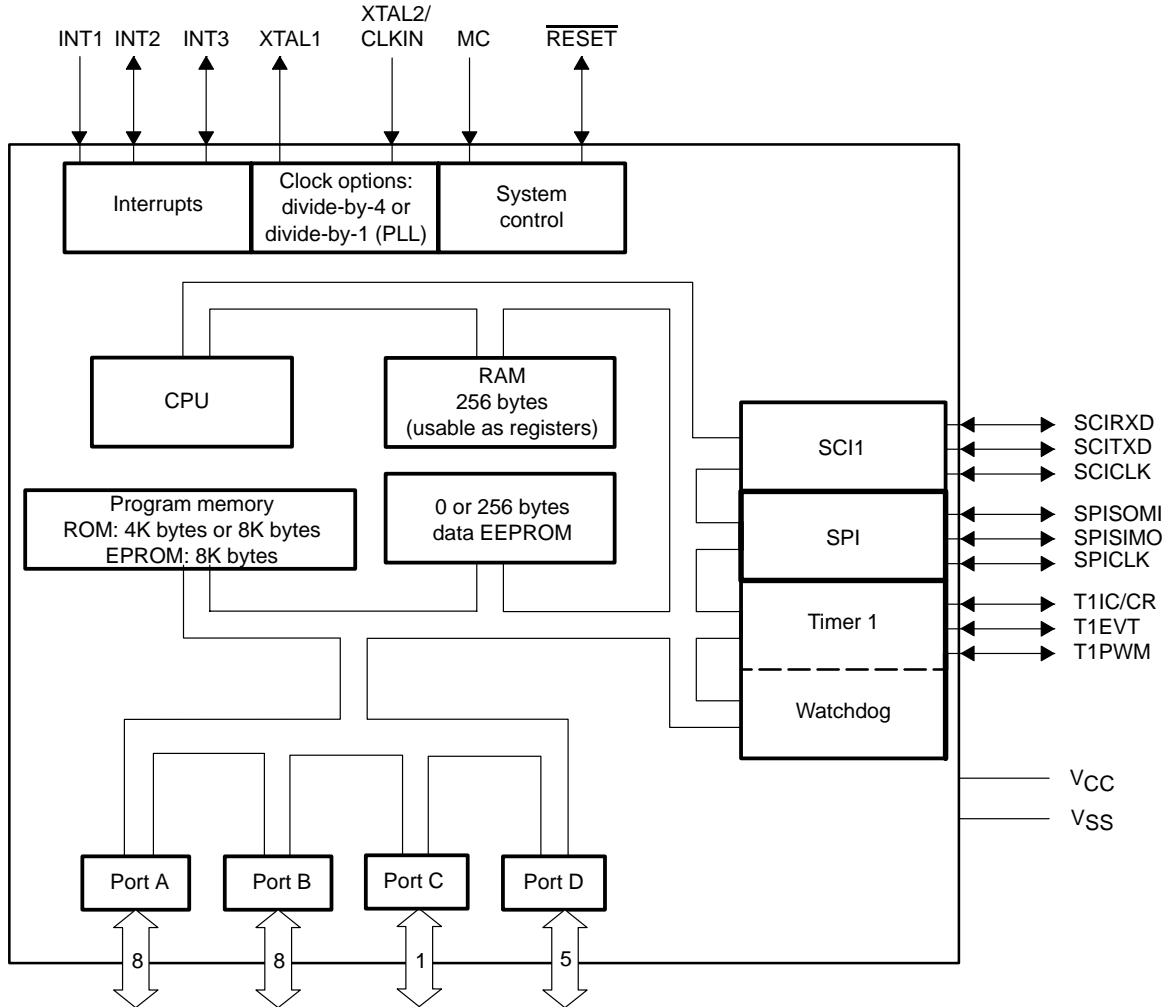 INT1 INT2 INT3 XTAL1 XTAL2/ CLKIN MC RESET
Interrupts
Clock options:
divide-by-4 or
divide-by-1 (PLL)
System
control
CPU
RAM
256 bytes
(usable as registers)
Program memory
ROM: 4K bytes or 8K bytes
EPROM: 8K bytes
0 or 256 bytes
data EEPROM
SCI1
SCIRXD
SCITXD
SCICLK
SPI
SPISOMI
SPISIMO
SPICLK
Timer 1
T1IC/CR
T1EVT
T1PWM
Watchdog
VCC
VSS
Port A Port B Port C Port D
8 8 1 5